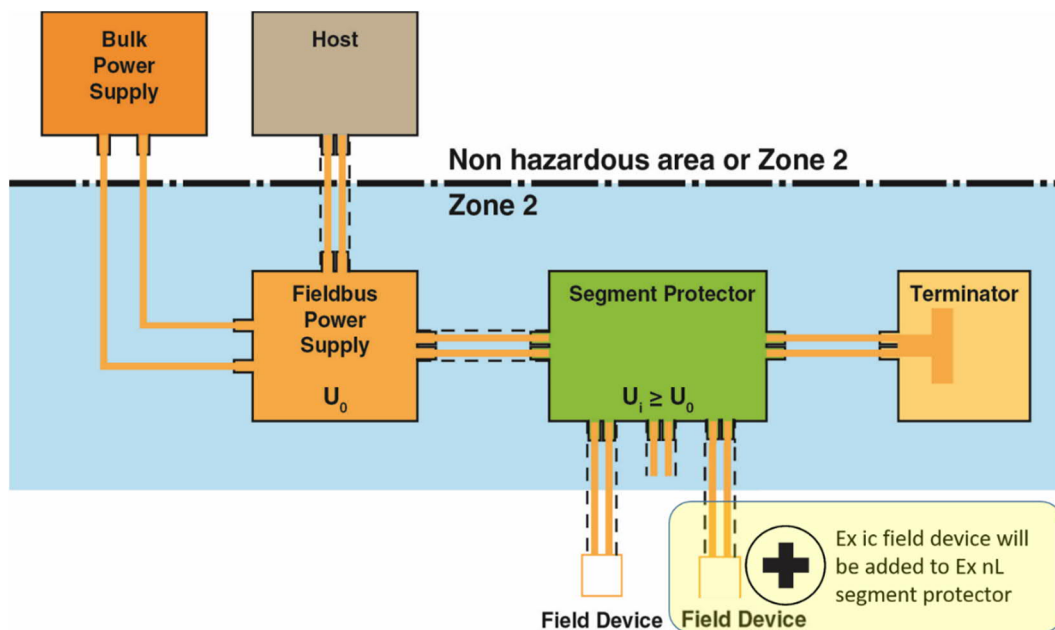 Bulk
Power
Supply
Host
Non hazardous area or Zone 2
Zone 2
Fieldbus
Power
Supply
U₀
Segment Protector
Uᵢ ≥ U₀
Terminator
Field Device
Field Device
Ex ic field device will
be added to Ex nL
segment protector